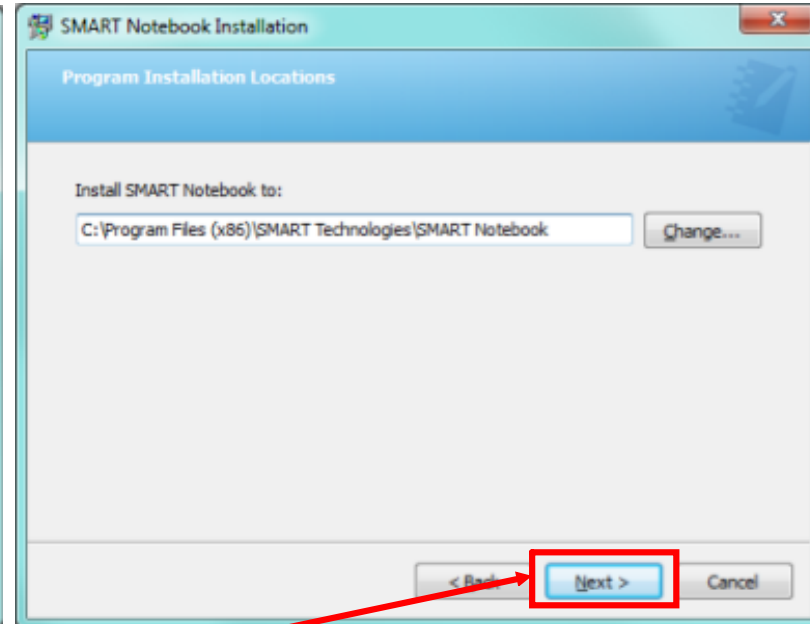 SMART Notebook Installation
Program Installation Locations
Install SMART Notebook to:
C:\Program Files (x86)\SMART Technologies\SMART Notebook
Change...
< Back Next > Cancel